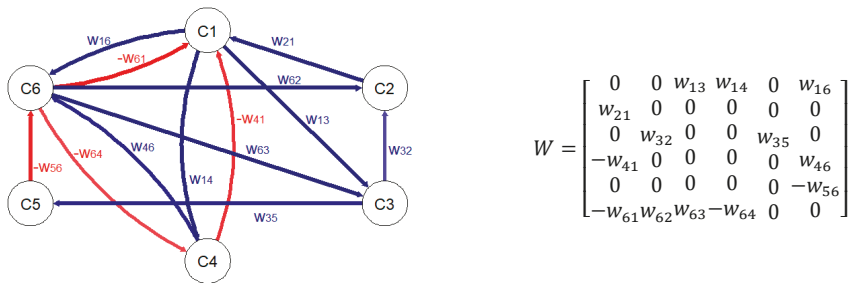 C1
W16
-W61
W21
C6
W62
C2
-W41
W13
-W64
W46
W63
W32
-W56
W14
C5
W35
C3
C4
W = [ 0 0 w₁₃ w₁₄ 0 w₁₆
w₂₁ 0 0 0 0 0
0 w₃₂ 0 0 w₃₅ 0
−w₄₁ 0 0 0 0 w₄₆
0 0 0 0 0 −w₅₆
−w₆₁ w₆₂ w₆₃ −w₆₄ 0 0 ]